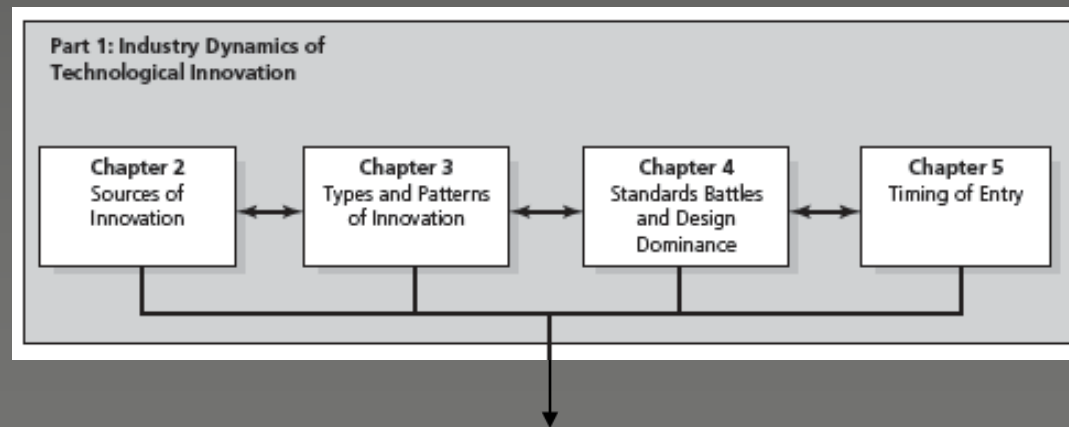 Part 1: Industry Dynamics of
Technological Innovation
Chapter 2
Sources of
Innovation
Chapter 3
Types and Patterns
of Innovation
Chapter 4
Standards Battles
and Design
Dominance
Chapter 5
Timing of Entry